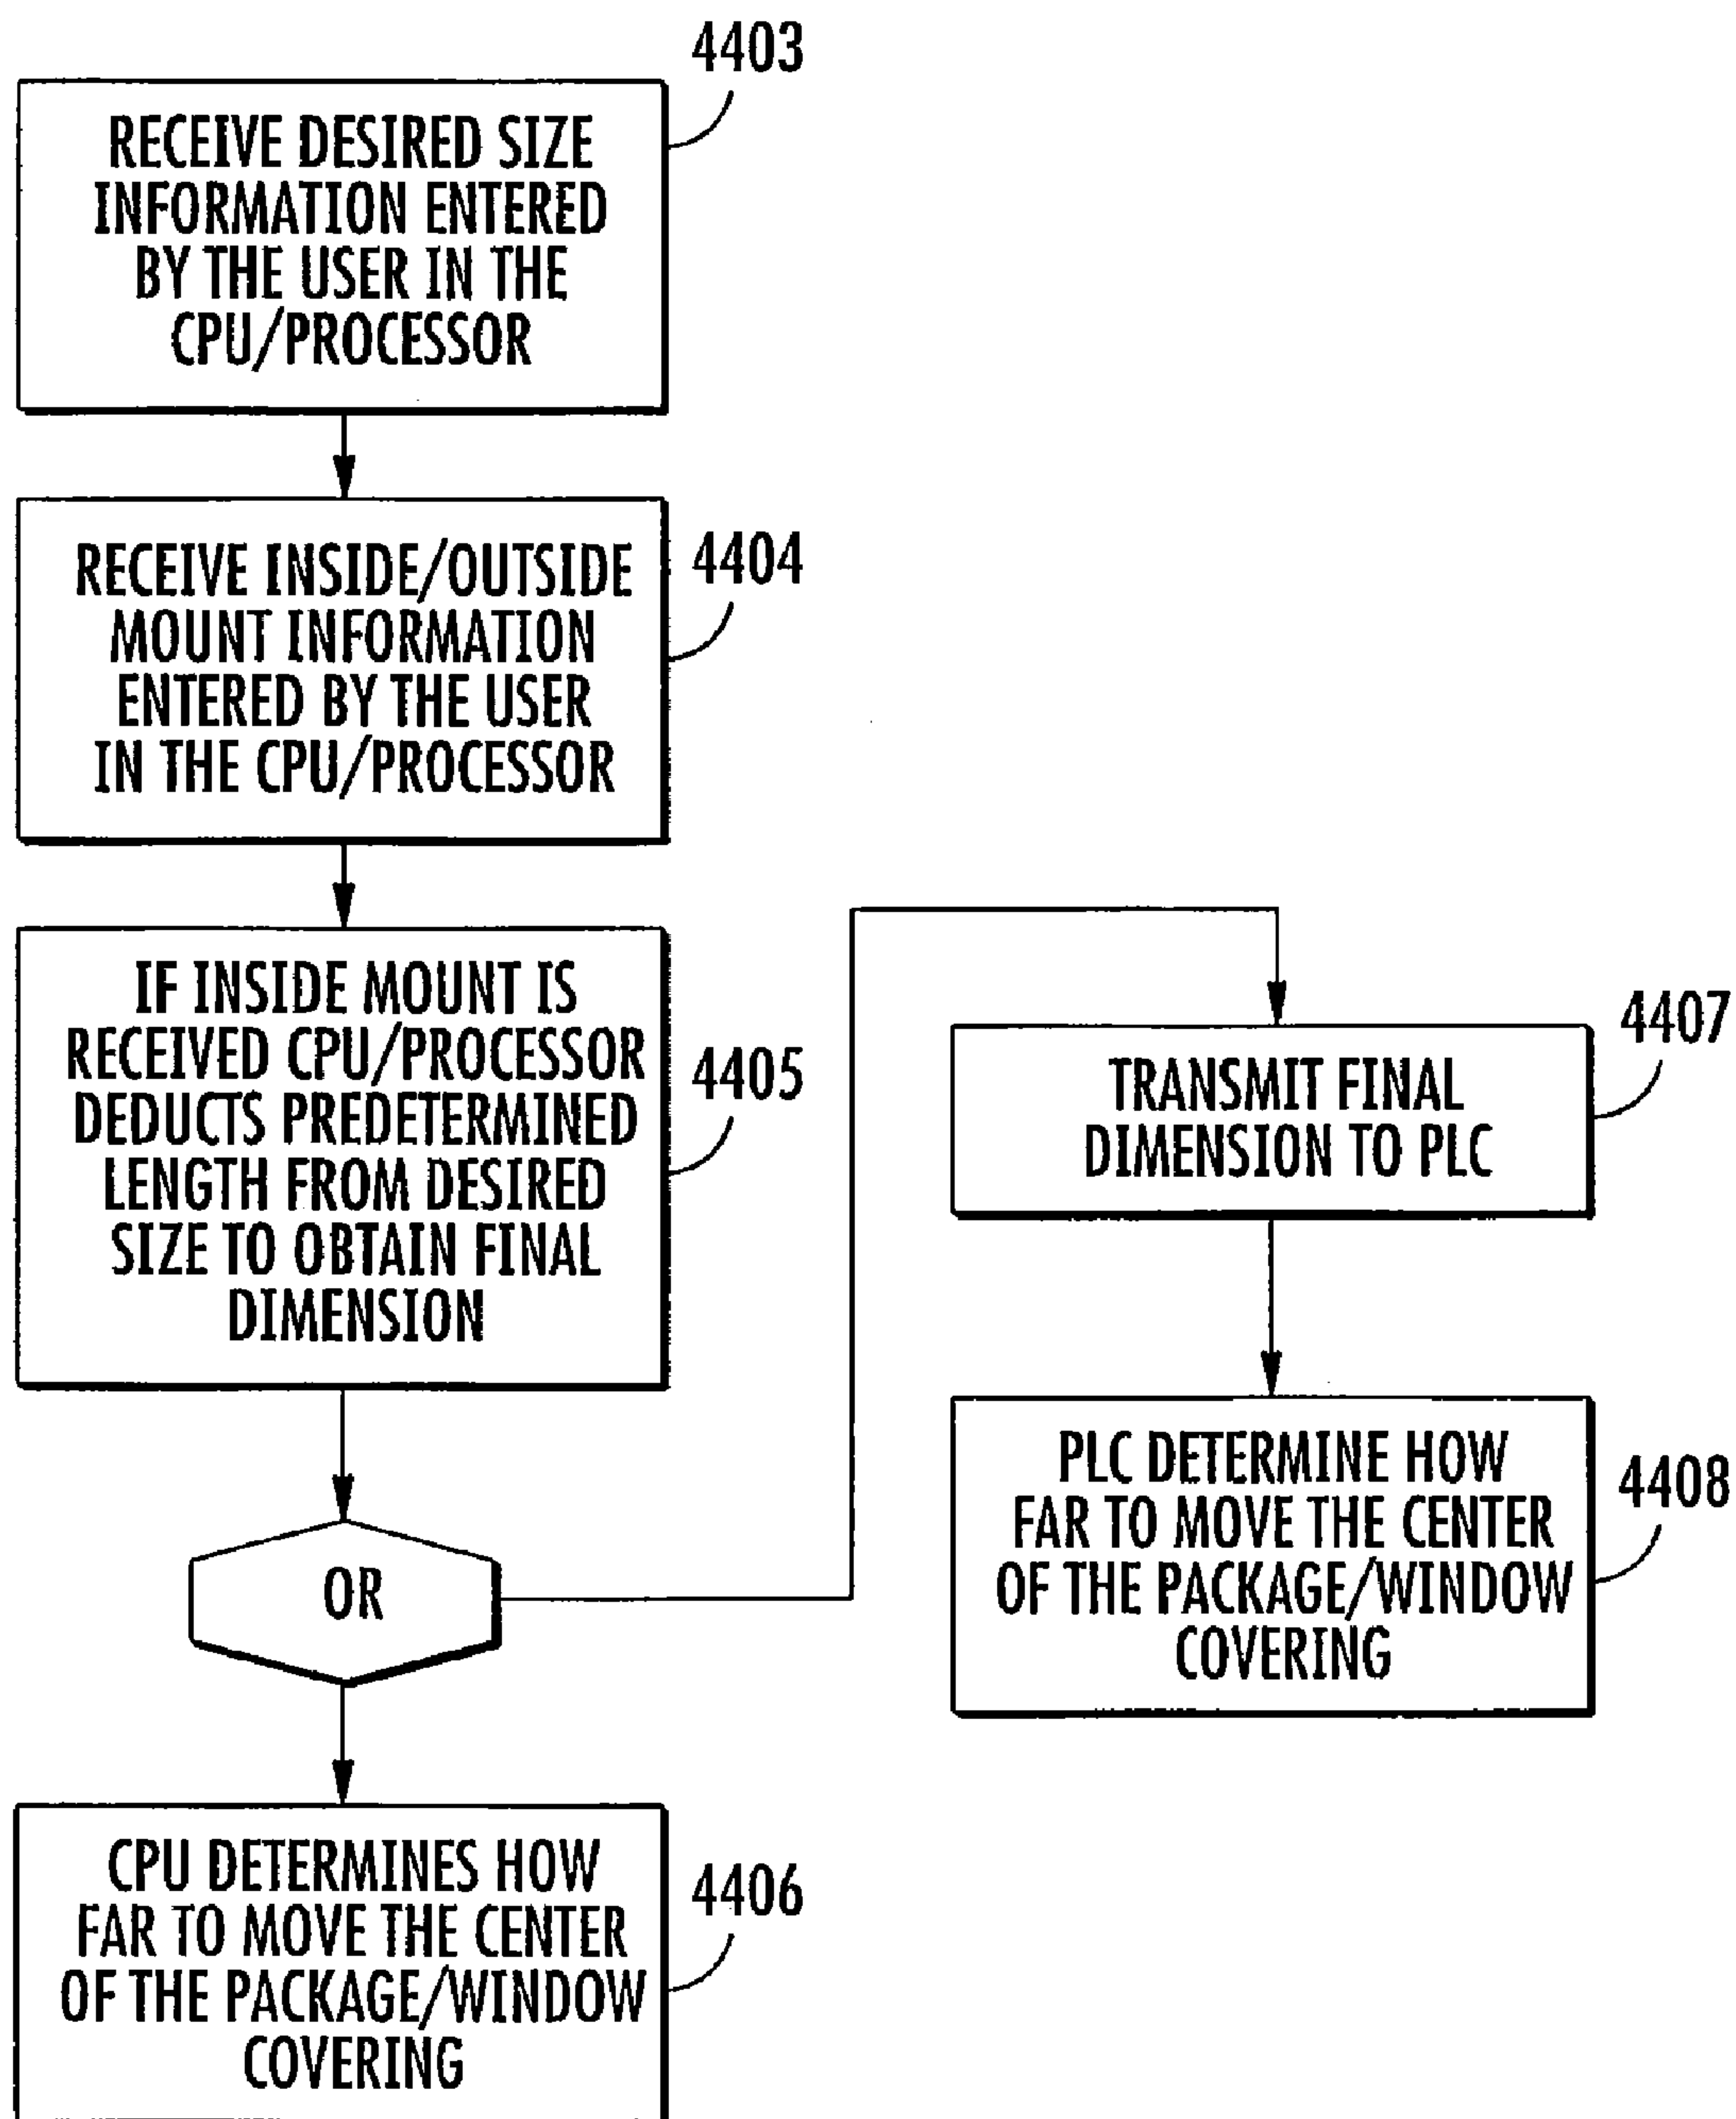 4403
RECEIVE DESIRED SIZE
INFORMATION ENTERED
BY THE USER IN THE
CPU/PROCESSOR
4404
RECEIVE INSIDE/OUTSIDE
MOUNT INFORMATION
ENTERED BY THE USER
IN THE CPU/PROCESSOR
4405
IF INSIDE MOUNT IS
RECEIVED CPU/PROCESSOR
DEDUCTS PREDETERMINED
LENGTH FROM DESIRED
SIZE TO OBTAIN FINAL
DIMENSION
OR
4406
CPU DETERMINES HOW
FAR TO MOVE THE CENTER
OF THE PACKAGE/WINDOW
COVERING
4407
TRANSMIT FINAL
DIMENSION TO PLC
4408
PLC DETERMINE HOW
FAR TO MOVE THE CENTER
OF THE PACKAGE/WINDOW
COVERING